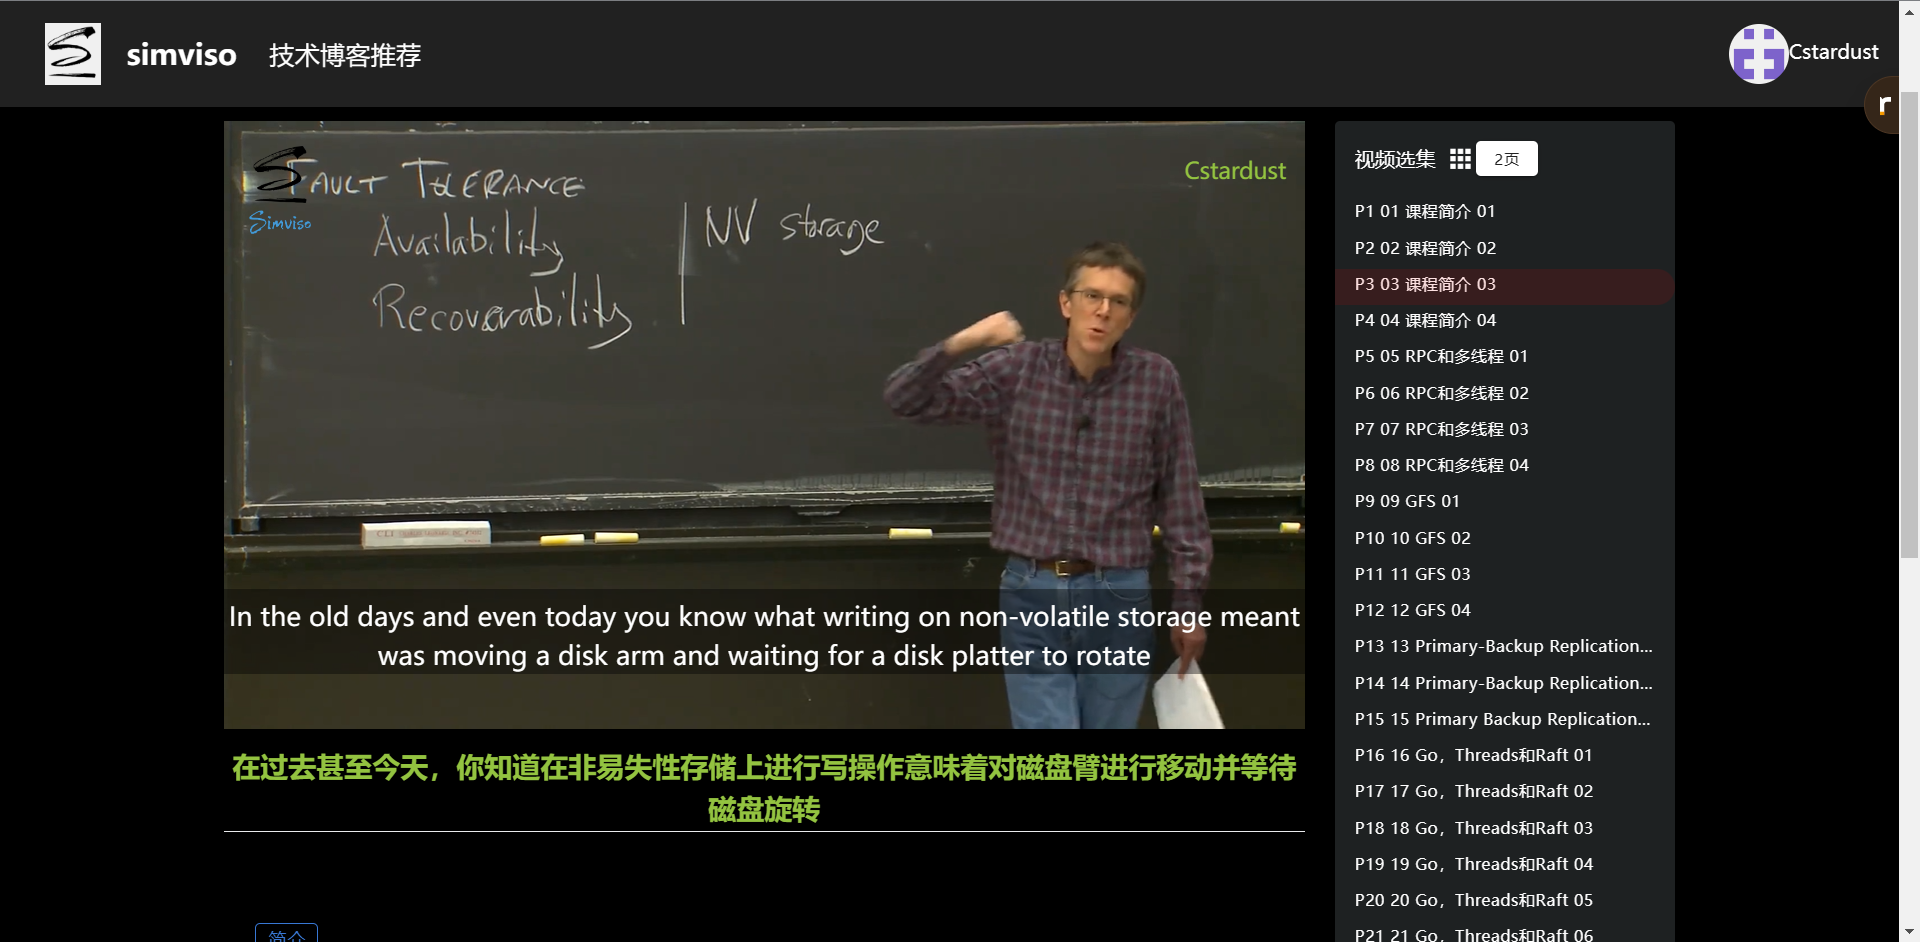 simviso
技术博客推荐
Cstardust
r
FAULT TOLERANCE
Simviso
Availability
Recoverability
NV storage
Cstardust
In the old days and even today you know what writing on non-volatile storage meant
was moving a disk arm and waiting for a disk platter to rotate
在过去甚至今天，你知道在非易失性存储上进行写操作意味着对磁盘臂进行移动并等待
磁盘旋转
简介
视频选集
2页
P1 01 课程简介 01
P2 02 课程简介 02
P3 03 课程简介 03
P4 04 课程简介 04
P5 05 RPC和多线程 01
P6 06 RPC和多线程 02
P7 07 RPC和多线程 03
P8 08 RPC和多线程 04
P9 09 GFS 01
P10 10 GFS 02
P11 11 GFS 03
P12 12 GFS 04
P13 13 Primary-Backup Replication...
P14 14 Primary-Backup Replication...
P15 15 Primary Backup Replication...
P16 16 Go，Threads和Raft 01
P17 17 Go，Threads和Raft 02
P18 18 Go，Threads和Raft 03
P19 19 Go，Threads和Raft 04
P20 20 Go，Threads和Raft 05
P21 21 Go，Threads和Raft 06